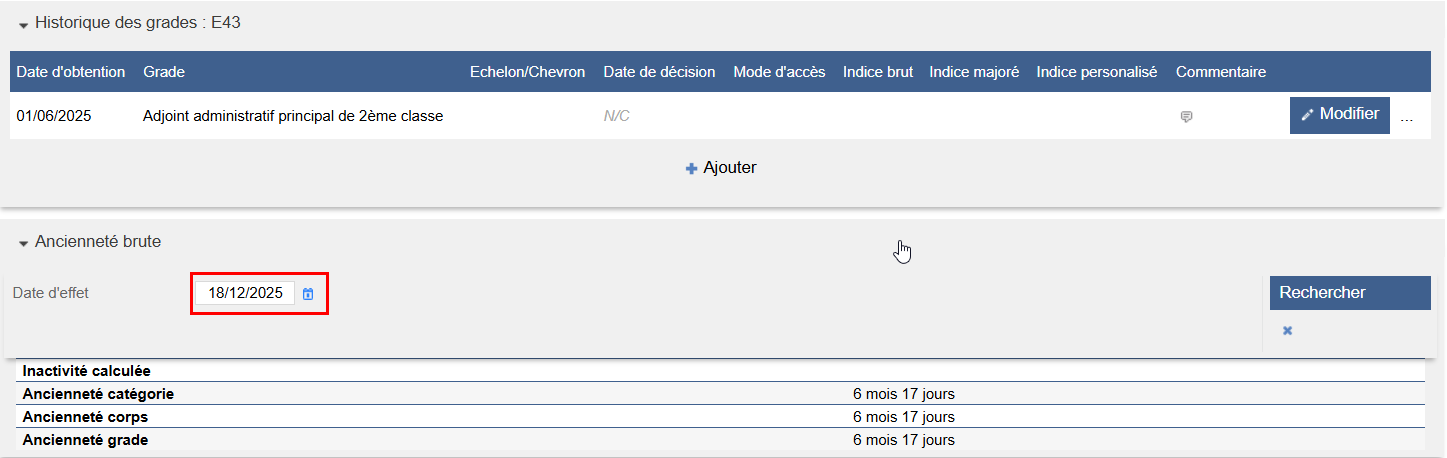 Historique des grades : E43
Date d'obtention Grade Echelon/Chevron Date de décision Mode d'accès Indice brut Indice majoré Indice personalisé Commentaire
01/06/2025 Adjoint administratif principal de 2ème classe N/C Modifier ...
Ajouter
Ancienneté brute
Date d'effet 18/12/2025 Rechercher
Inactivité calculée
Ancienneté catégorie 6 mois 17 jours
Ancienneté corps 6 mois 17 jours
Ancienneté grade 6 mois 17 jours